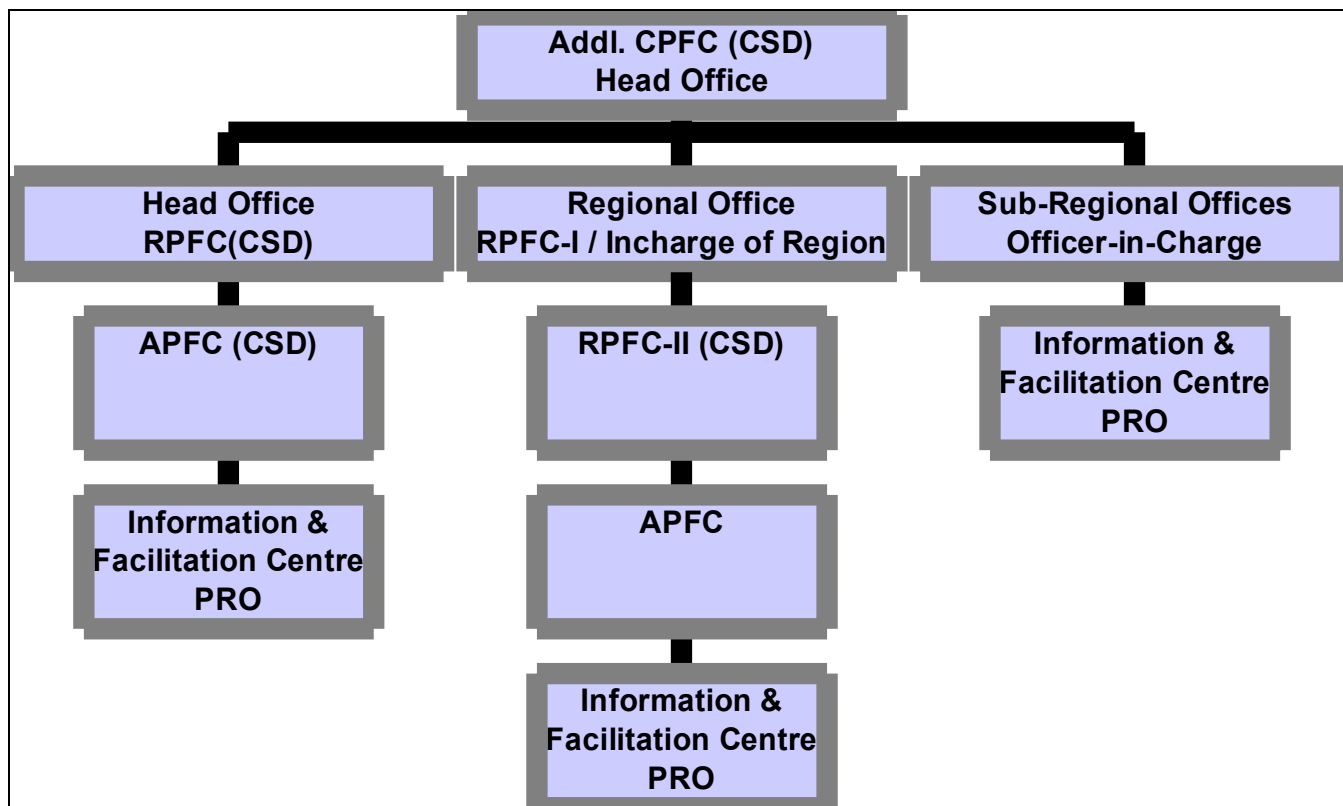 Addl. CPFC (CSD)
Head Office
Head Office
RPFC(CSD)
Regional Office
RPFC-I / Incharge of Region
Sub-Regional Offices
Officer-in-Charge
APFC (CSD)
RPFC-II (CSD)
Information &
Facilitation Centre
PRO
Information &
Facilitation Centre
PRO
APFC
Information &
Facilitation Centre
PRO